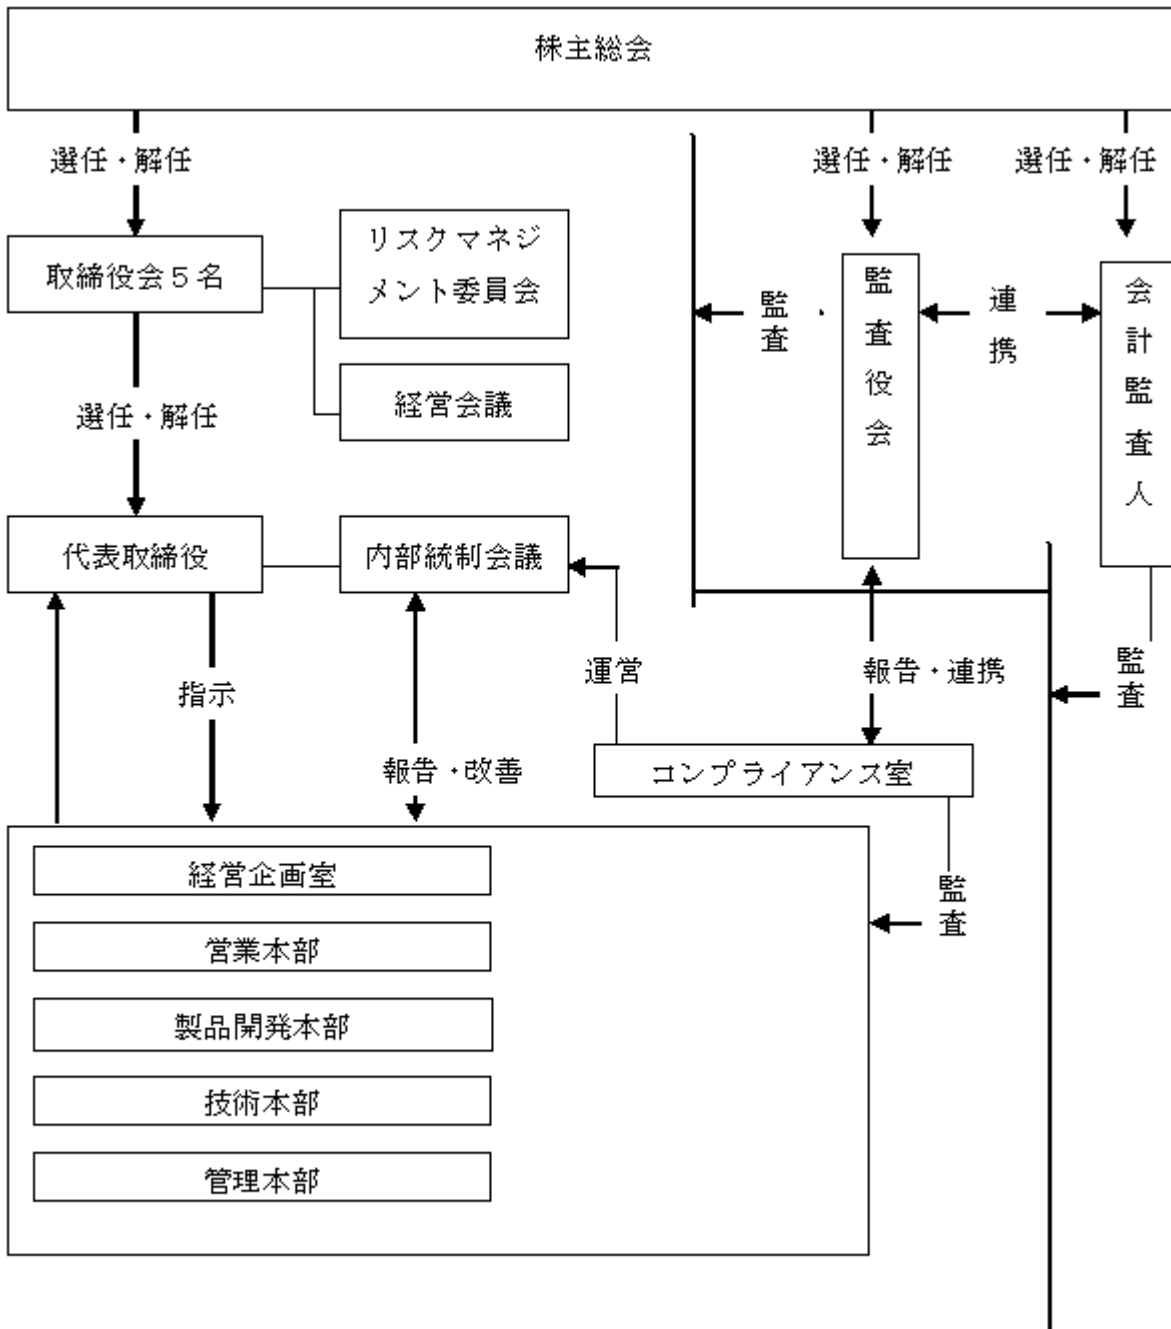 株主総会
選任・解任
選任・解任
選任・解任
取締役会５名
リスクマネジ
メント委員会
監査
監査役会
連携
会計監査人
経営会議
選任・解任
代表取締役
内部統制会議
指示
運営
報告・連携
監査
報告・改善
コンプライアンス室
経営企画室
監査
営業本部
製品開発本部
技術本部
管理本部